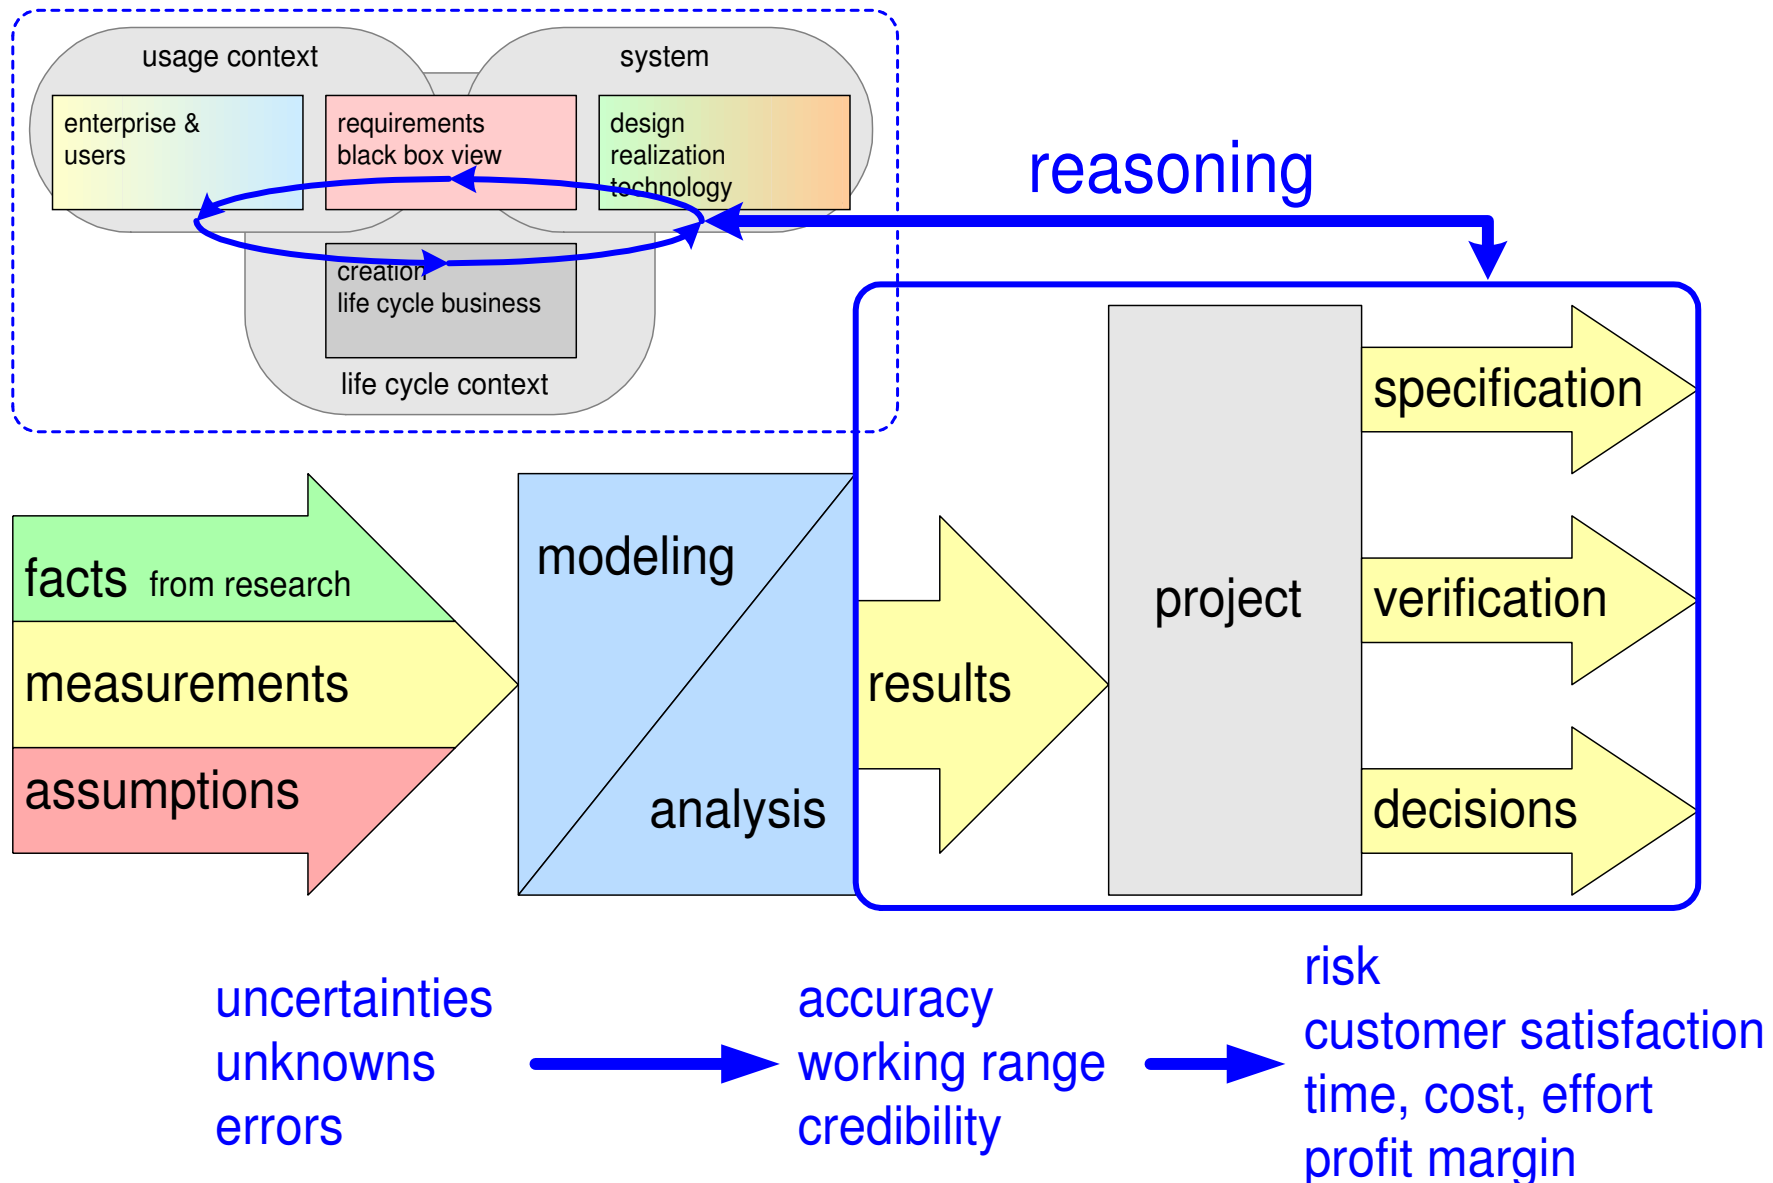 usage context
system
enterprise &
users
requirements
black box view
design
realization
technology
reasoning
creation
life cycle business
life cycle context
facts from research
measurements
assumptions
modeling
analysis
results
project
specification
verification
decisions
uncertainties
unknowns
errors
accuracy
working range
credibility
risk
customer satisfaction
time, cost, effort
profit margin